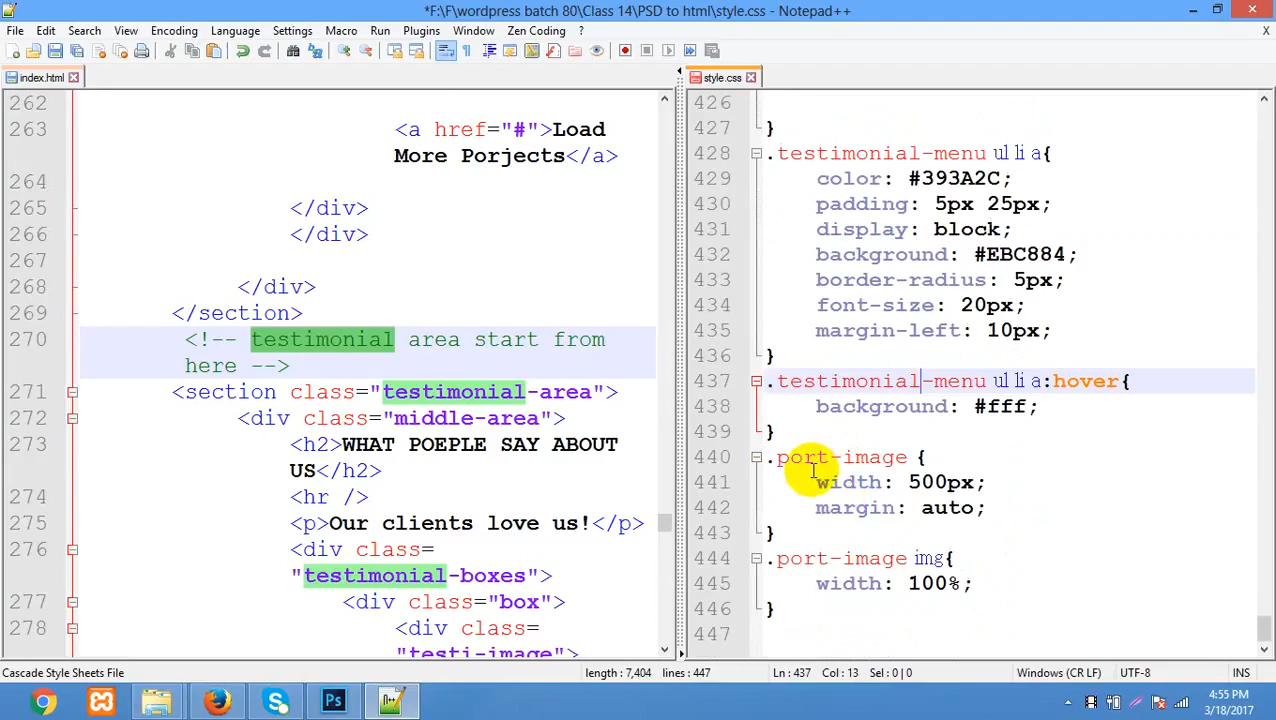 *F:\F\wordpress batch 80\Class 14\PSD to html\style.css - Notepad++
File Edit Search View Encoding Language Settings Macro Run Plugins Window Zen Coding ? X
index.html
262
263 <a href="#">Load
More Porjects</a>
264
265 </div>
266 </div>
267
268 </div>
269 </section>
270 <!-- testimonial area start from
here -->
271 <section class="testimonial-area">
272 <div class="middle-area">
273 <h2>WHAT POEPLE SAY ABOUT
US</h2>
274 <hr />
275 <p>Our clients love us!</p>
276 <div class=
"testimonial-boxes">
277 <div class="box">
278 <div class=
"testi-image">
style.css
426
427 }
428 .testimonial-menu ul li a{
429 color: #393A2C;
430 padding: 5px 25px;
431 display: block;
432 background: #EBC884;
433 border-radius: 5px;
434 font-size: 20px;
435 margin-left: 10px;
436 }
437 .testimonial-menu ul li a:hover{
438 background: #fff;
439 }
440 .port-image {
441 width: 500px;
442 margin: auto;
443 }
444 .port-image img{
445 width: 100%;
446 }
447
Cascade Style Sheets File length : 7,404 lines : 447 Ln : 437 Col : 13 Sel : 0 | 0 Windows (CR LF) UTF-8 INS
Ps
4:55 PM
3/18/2017